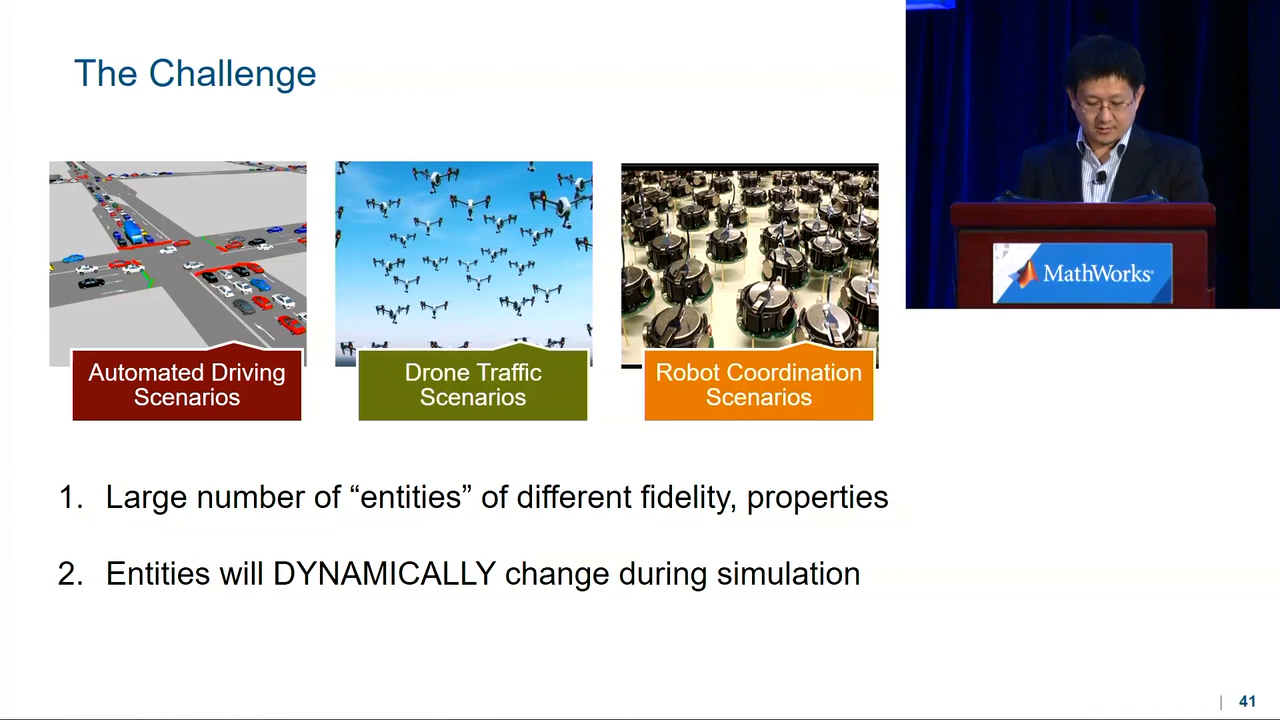 The Challenge
MathWorks®
Automated Driving
Scenarios
Drone Traffic
Scenarios
Robot Coordination
Scenarios
1. Large number of “entities” of different fidelity, properties
2. Entities will DYNAMICALLY change during simulation
| 41